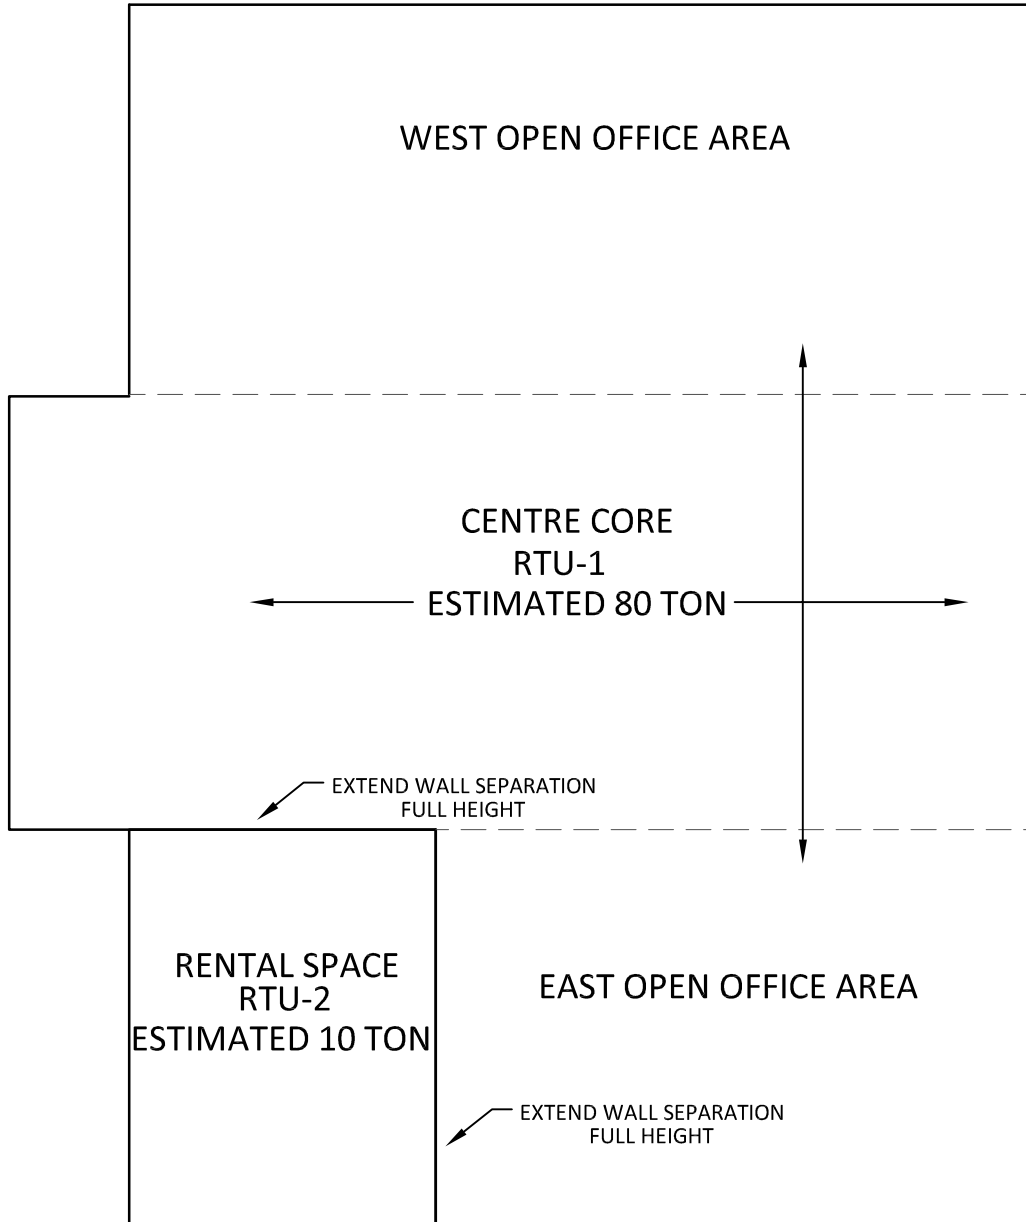 WEST OPEN OFFICE AREA
CENTRE CORE
RTU-1
ESTIMATED 80 TON
EXTEND WALL SEPARATION
FULL HEIGHT
RENTAL SPACE
RTU-2
ESTIMATED 10 TON
EAST OPEN OFFICE AREA
EXTEND WALL SEPARATION
FULL HEIGHT